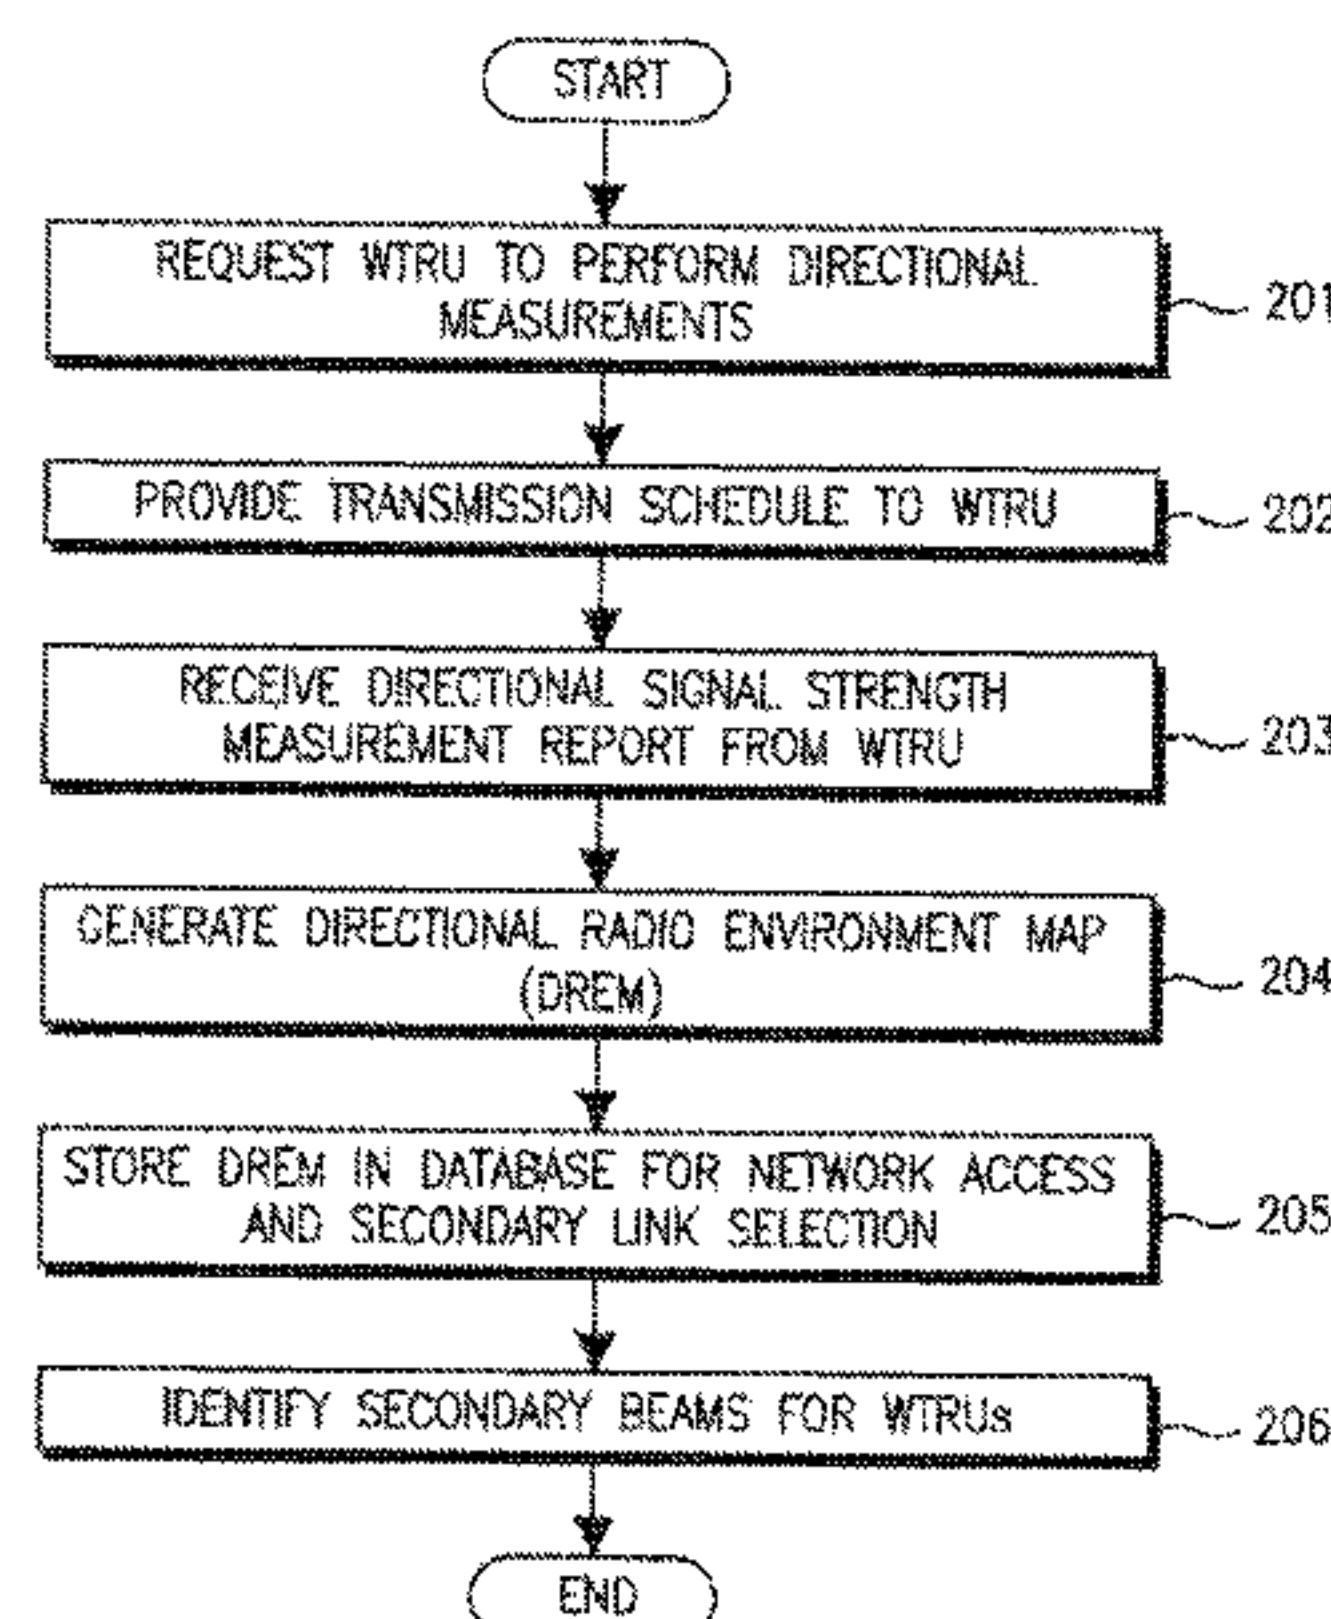 START
REQUEST WTRU TO PERFORM DIRECTIONAL
MEASUREMENTS
201
PROVIDE TRANSMISSION SCHEDULE TO WTRU
202
RECEIVE DIRECTIONAL SIGNAL STRENGTH
MEASUREMENT REPORT FROM WTRU
203
GENERATE DIRECTIONAL RADIO ENVIRONMENT MAP
(DREM)
204
STORE DREM IN DATABASE FOR NETWORK ACCESS
AND SECONDARY LINK SELECTION
205
IDENTIFY SECONDARY BEAMS FOR WTRUs
206
END